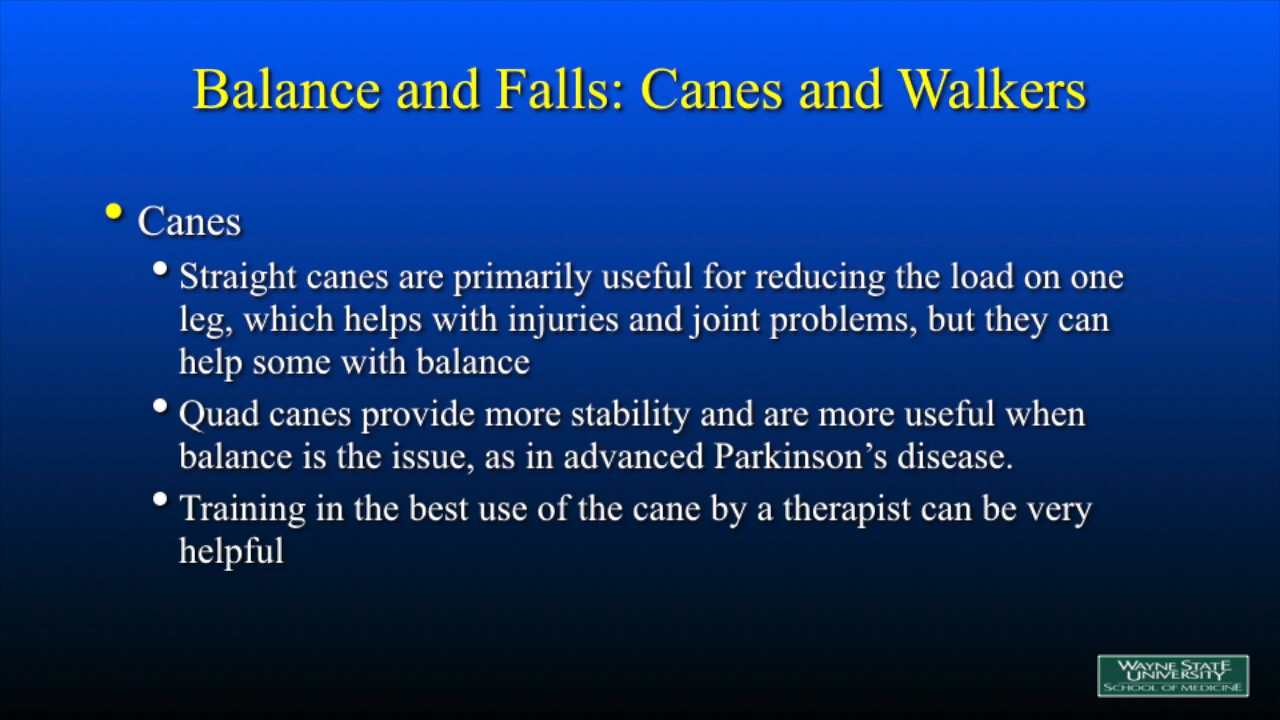 Balance and Falls: Canes and Walkers
• Canes
• Straight canes are primarily useful for reducing the load on one
leg, which helps with injuries and joint problems, but they can
help some with balance
• Quad canes provide more stability and are more useful when
balance is the issue, as in advanced Parkinson’s disease.
• Training in the best use of the cane by a therapist can be very
helpful
WAYNE STATE
UNIVERSITY
SCHOOL OF MEDICINE